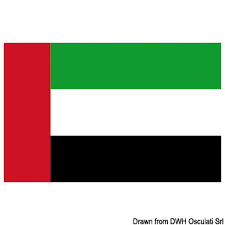 Drawn from DWH Osculati Srl